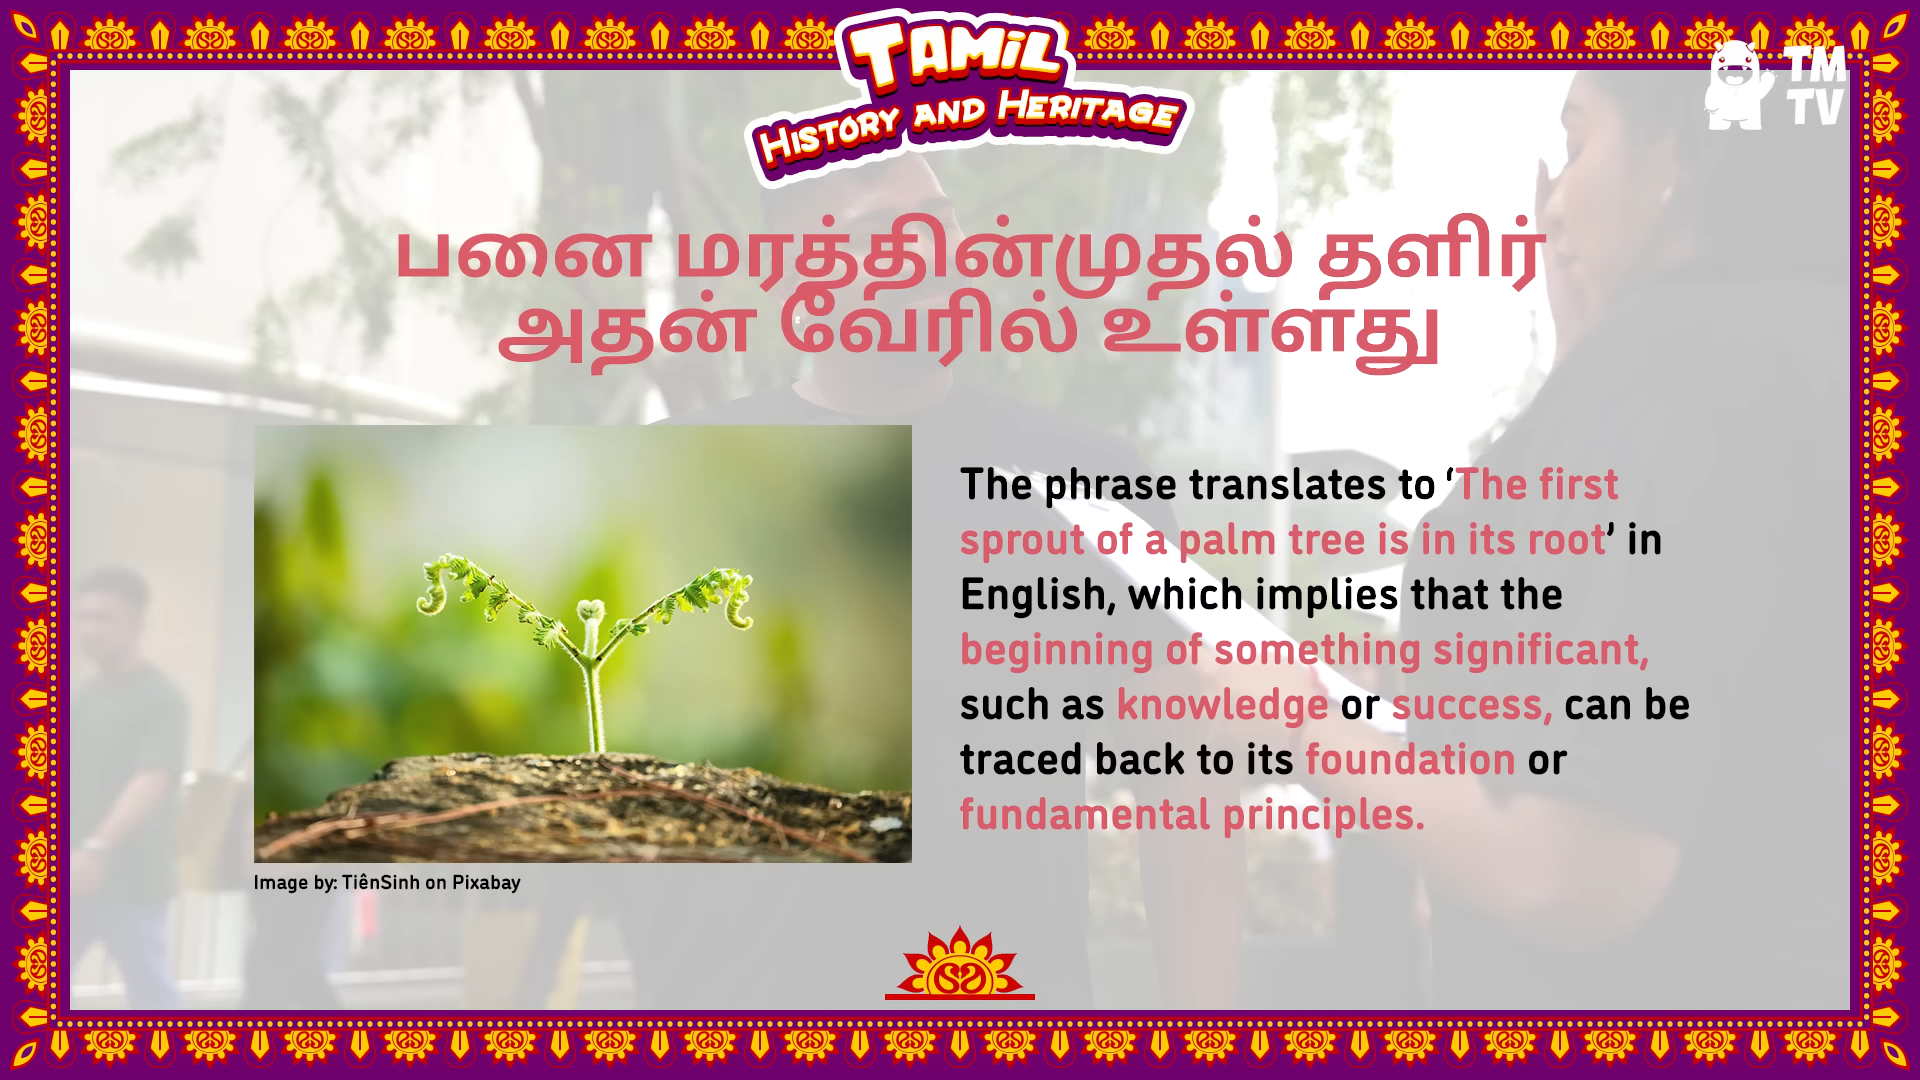 TAMiL
HISTORY AND HERITAGE
TM
TV
பனை மரத்தின்முதல் தளிர்
அதன் வேரில் உள்ளது
The phrase translates to ‘The first
sprout of a palm tree is in its root’ in
English, which implies that the
beginning of something significant,
such as knowledge or success, can be
traced back to its foundation or
fundamental principles.
Image by: TiênSinh on Pixabay